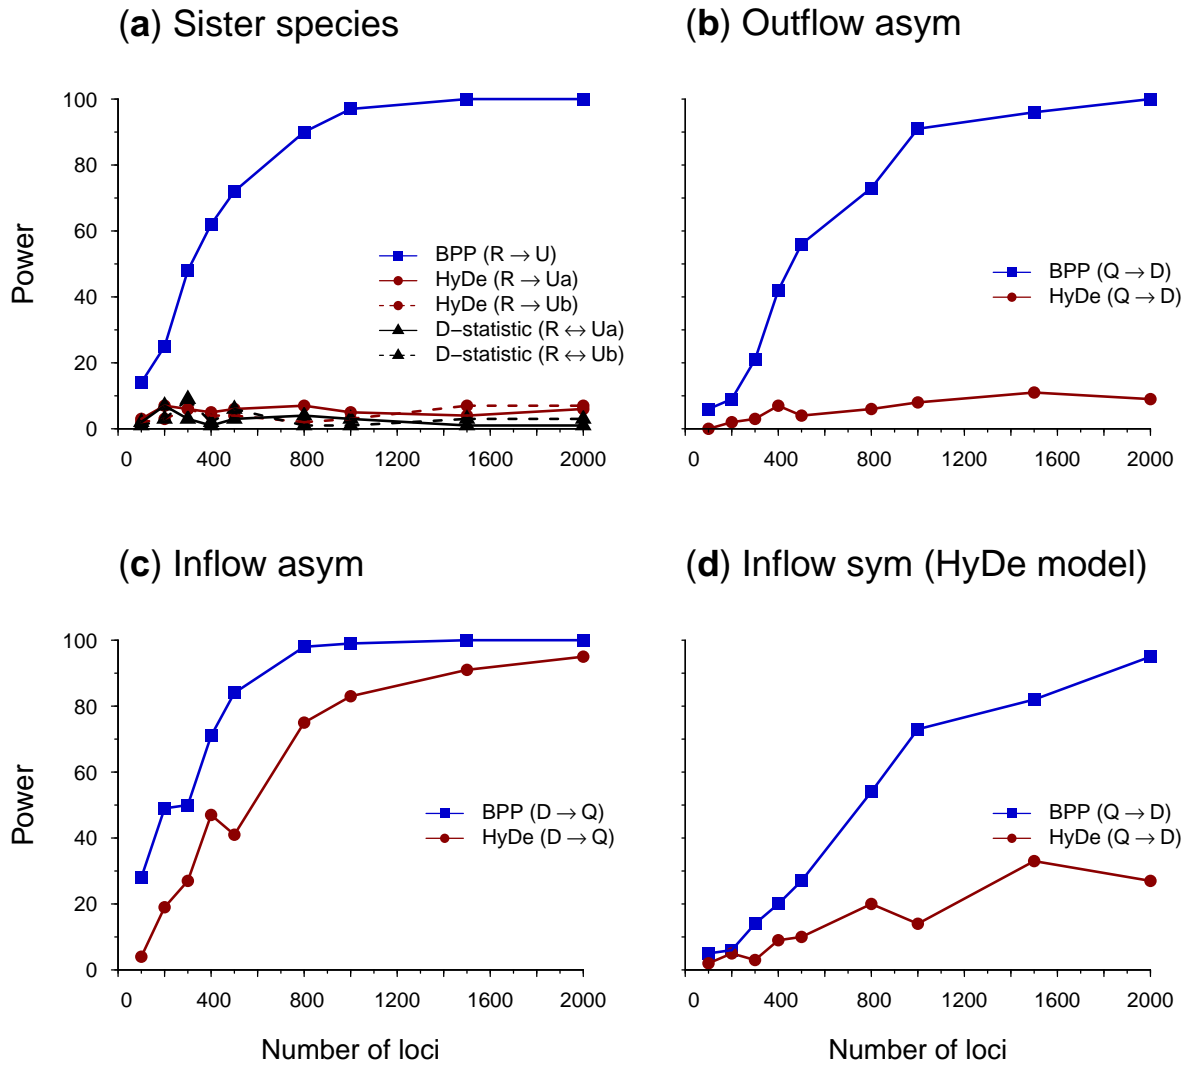 (a) Sister species
100
80
60
40
20
0
Power
BPP (R → U)
HyDe (R → Ua)
HyDe (R → Ub)
D−statistic (R ↔ Ua)
D−statistic (R ↔ Ub)
0 400 800 1200 1600 2000
(b) Outflow asym
BPP (Q → D)
HyDe (Q → D)
0 400 800 1200 1600 2000
(c) Inflow asym
100
80
60
40
20
0
Power
BPP (D → Q)
HyDe (D → Q)
0 400 800 1200 1600 2000
Number of loci
(d) Inflow sym (HyDe model)
BPP (Q → D)
HyDe (Q → D)
0 400 800 1200 1600 2000
Number of loci